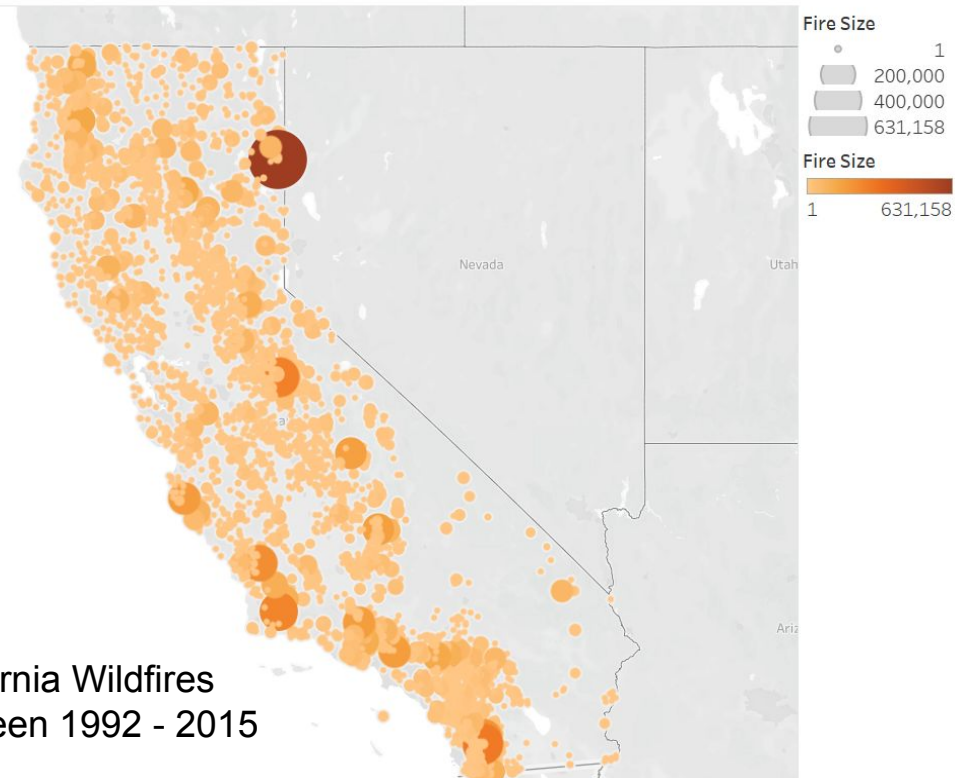 Fire Size
1
200,000
400,000
631,158
Fire Size
1 631,158
Nevada
Utah
Ariz
a
rnia Wildfires
een 1992 - 2015